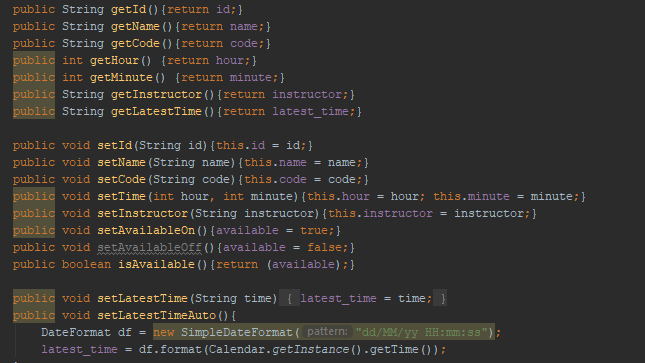 public String getId(){return id;}
public String getName(){return name;}
public String getCode(){return code;}
public int getHour() {return hour;}
public int getMinute() {return minute;}
public String getInstructor(){return instructor;}
public String getLatestTime(){return latest_time;}
public void setId(String id){this.id = id;}
public void setName(String name){this.name = name;}
public void setCode(String code){this.code = code;}
public void setTime(int hour, int minute){this.hour = hour; this.minute = minute;}
public void setInstructor(String instructor){this.instructor = instructor;}
public void setAvailableOn(){available = true;}
public void setAvailableOff(){available = false;}
public boolean isAvailable(){return (available);}
public void setLatestTime(String time) { latest_time = time; }
public void setLatestTimeAuto(){
DateFormat df = new SimpleDateFormat( pattern: "dd/MM/yy HH:mm:ss");
latest_time = df.format(Calendar.getInstance().getTime());